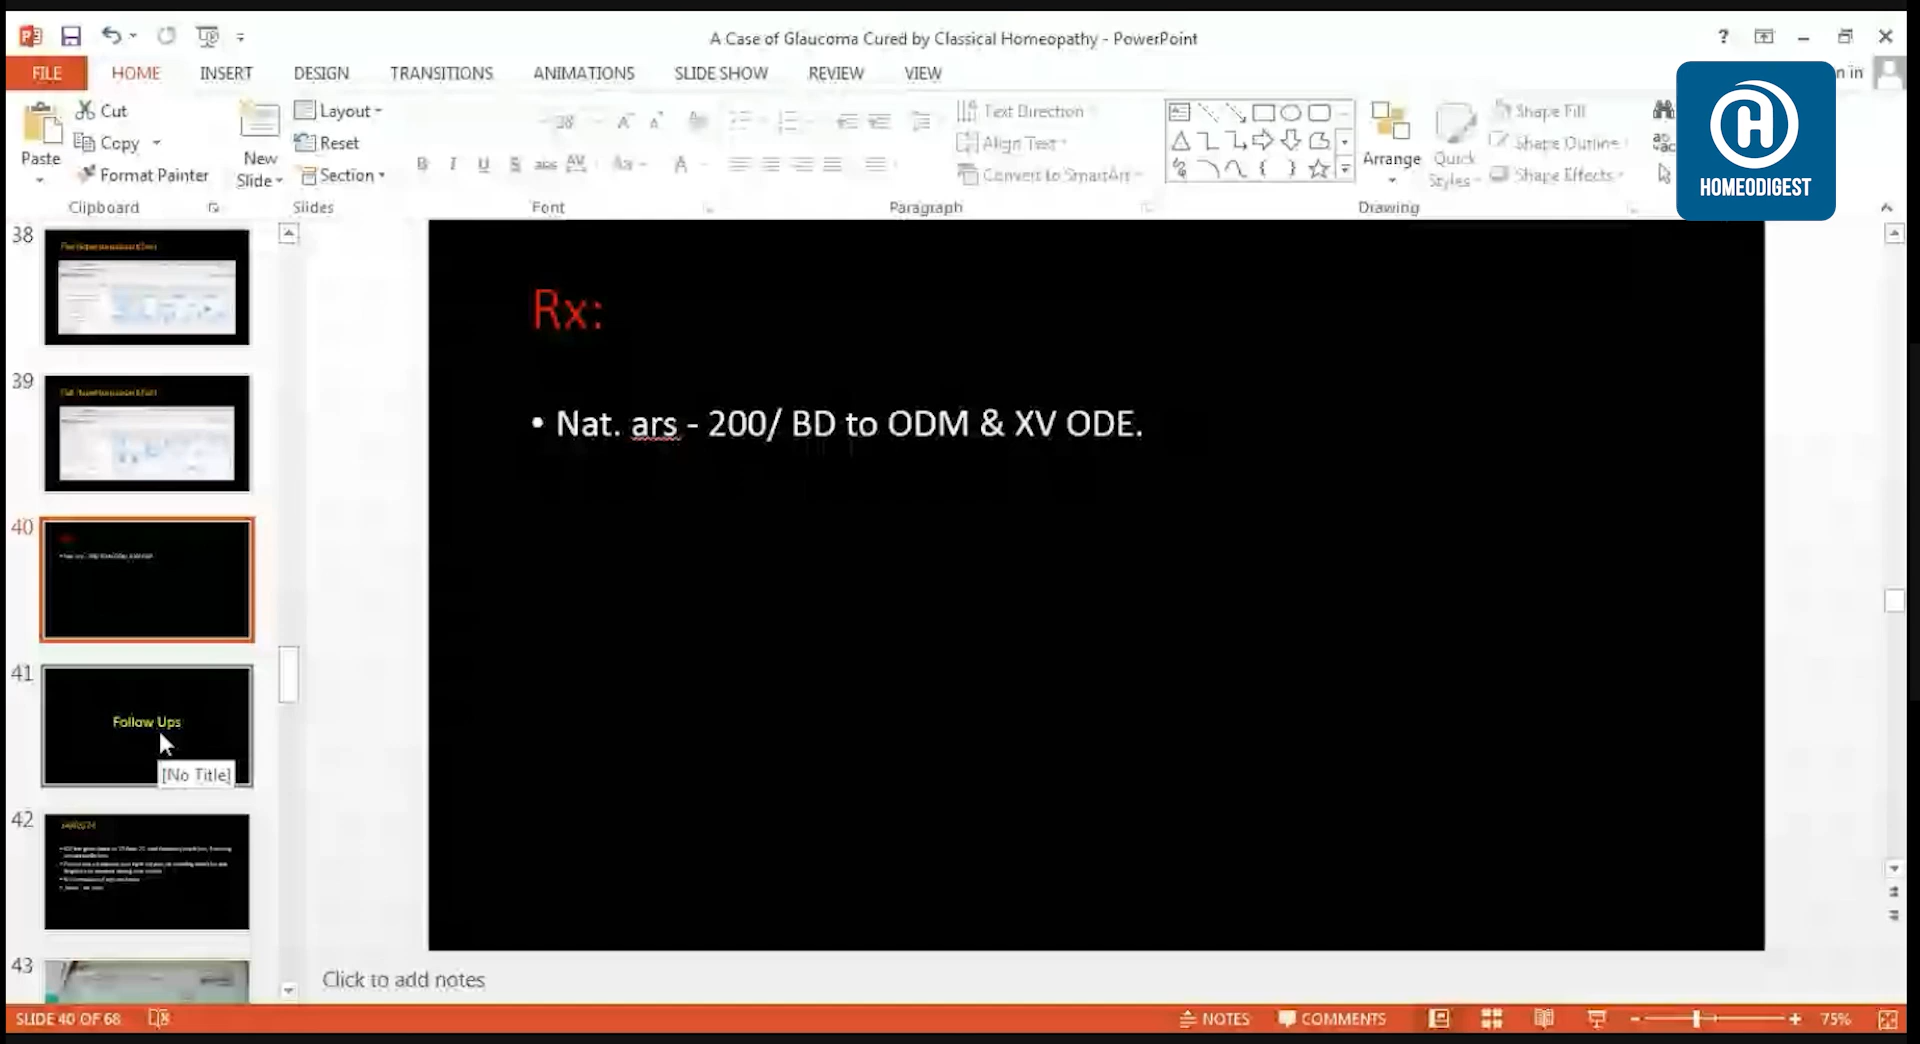 A Case of Glaucoma Cured by Classical Homeopathy - PowerPoint
?
FILE HOME INSERT DESIGN TRANSITIONS ANIMATIONS SLIDE SHOW REVIEW VIEW
n in
Paste
Cut
Copy
Format Painter
Clipboard
New
Slide
Layout
Reset
Section
Slides
38
Font
Text Direction
Align Text
Convert to SmartArt
Paragraph
Arrange
Quick
Styles
Shape Fill
Shape Outline
Shape Effects
Drawing
HOMEODIGEST
38
39
40
41
Follow Ups
[No Title]
42
43
Rx:
• Nat. ars - 200/ BD to ODM & XV ODE.
Click to add notes
SLIDE 40 OF 68
NOTES COMMENTS 75%